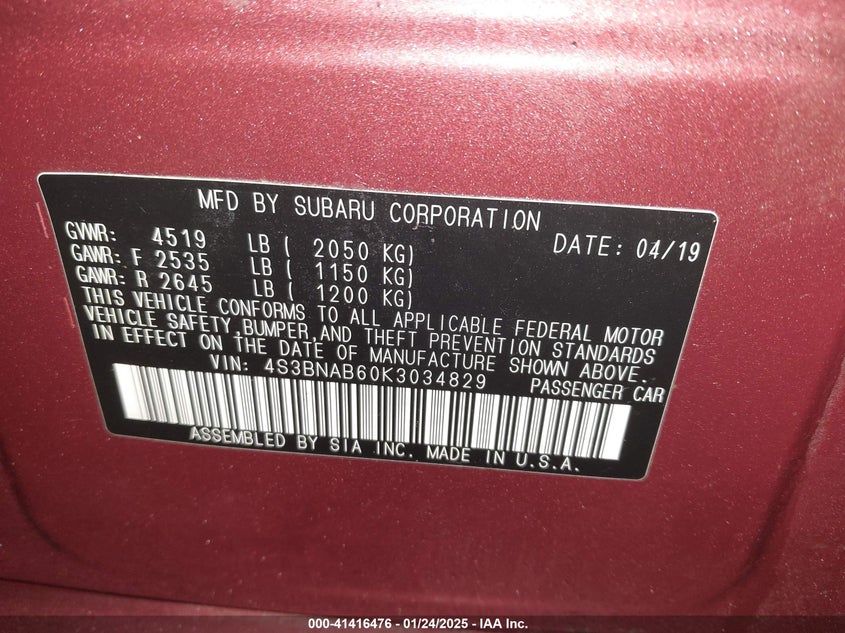 MFD BY SUBARU CORPORATION
GVWR: 4519 LB ( 2050 KG) DATE: 04/19
GAWR: F 2535 LB ( 1150 KG)
GAWR: R 2645 LB ( 1200 KG)
THIS VEHICLE CONFORMS TO ALL APPLICABLE FEDERAL MOTOR
VEHICLE SAFETY, BUMPER, AND THEFT PREVENTION STANDARDS
IN EFFECT ON THE DATE OF MANUFACTURE SHOWN ABOVE.
VIN: 4S3BNAB60K3034829 PASSENGER CAR
ASSEMBLED BY SIA INC. MADE IN U.S.A.
000-41416476 - 01/24/2025 - IAA Inc.